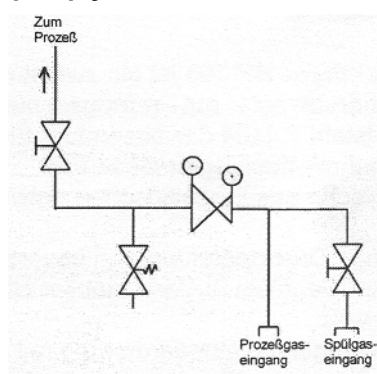 Zum
Prozeß
Prozeßgas-
eingang
Spülgas-
eingang